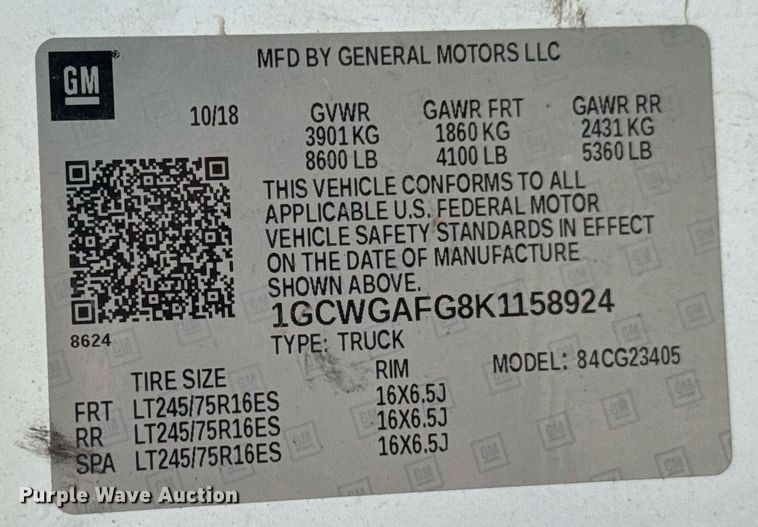 GM
MFD BY GENERAL MOTORS LLC
10/18 GVWR GAWR FRT GAWR RR
3901 KG 1860 KG 2431 KG
8600 LB 4100 LB 5360 LB
THIS VEHICLE CONFORMS TO ALL
APPLICABLE U.S. FEDERAL MOTOR
VEHICLE SAFETY STANDARDS IN EFFECT
ON THE DATE OF MANUFACTURE
SHOWN ABOVE.
1GCWGAFG8K1158924
8624
TYPE: TRUCK MODEL: 84CG23405
TIRE SIZE RIM
FRT LT245/75R16ES 16X6.5J
RR LT245/75R16ES 16X6.5J
SPA LT245/75R16ES 16X6.5J
Purple Wave Auction